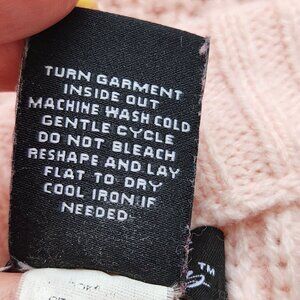 TURN GARMENT
INSIDE OUT
MACHINE WASH COLD
GENTLE CYCLE
DO NOT BLEACH
RESHAPE AND LAY
FLAT TO DRY
COOL IRON IF
NEEDED
TM